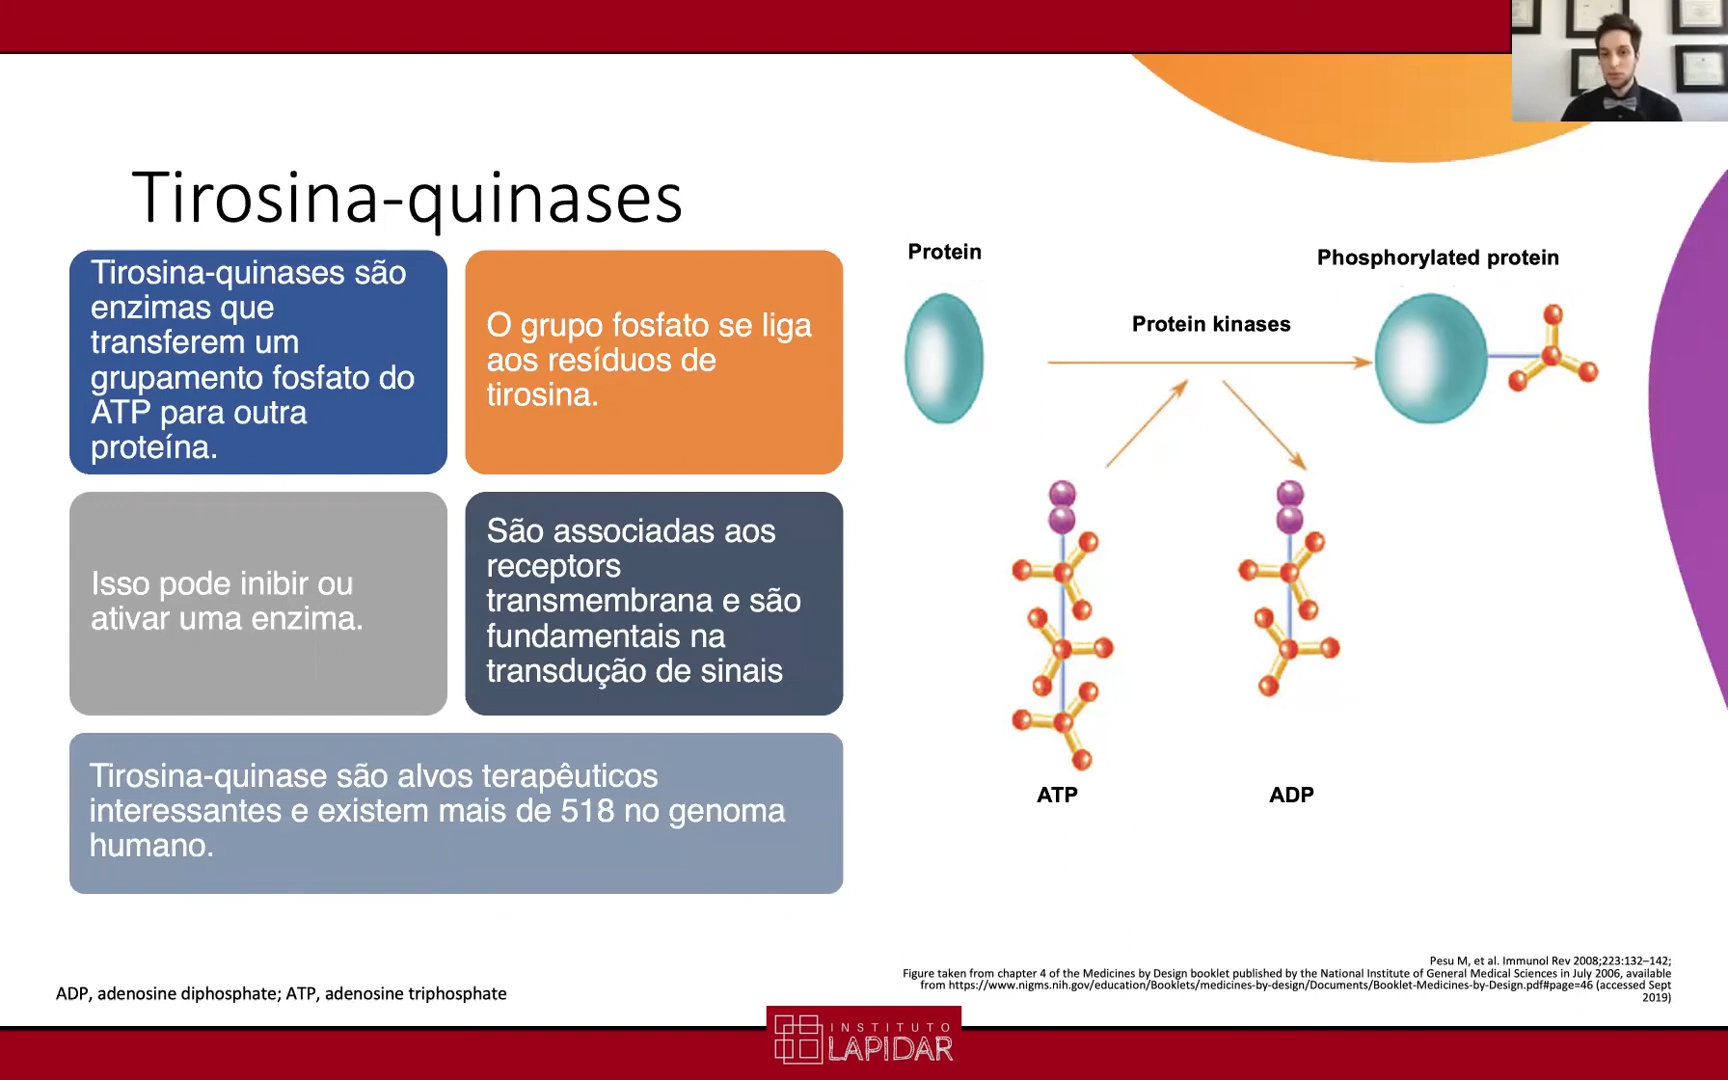 Tirosina-quinases
Tirosina-quinases são
enzimas que
transferem um
grupamento fosfato do
ATP para outra
proteína.
O grupo fosfato se liga
aos resíduos de
tirosina.
Isso pode inibir ou
ativar uma enzima.
São associadas aos
receptors
transmembrana e são
fundamentais na
transdução de sinais
Tirosina-quinase são alvos terapêuticos
interessantes e existem mais de 518 no genoma
humano.
Protein
Protein kinases
Phosphorylated protein
ATP
ADP
ADP, adenosine diphosphate; ATP, adenosine triphosphate
Pesu M, et al. Immunol Rev 2008;223:132–142;
Figure taken from chapter 4 of the Medicines by Design booklet published by the National Institute of General Medical Sciences in July 2006, available
from https://www.nigms.nih.gov/education/Booklets/medicines-by-design/Documents/Booklet-Medicines-by-Design.pdf#page=46 (accessed Sept
2019)
INSTITUTO
LAPIDAR